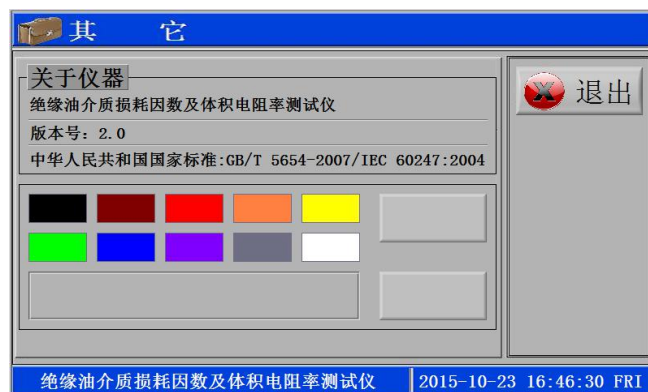 其 它
关于仪器
绝缘油介质损耗因数及体积电阻率测试仪
版本号: 2.0
中华人民共和国国家标准:GB/T 5654-2007/IEC 60247:2004
退出
绝缘油介质损耗因数及体积电阻率测试仪
2015-10-23 16:46:30 FRI